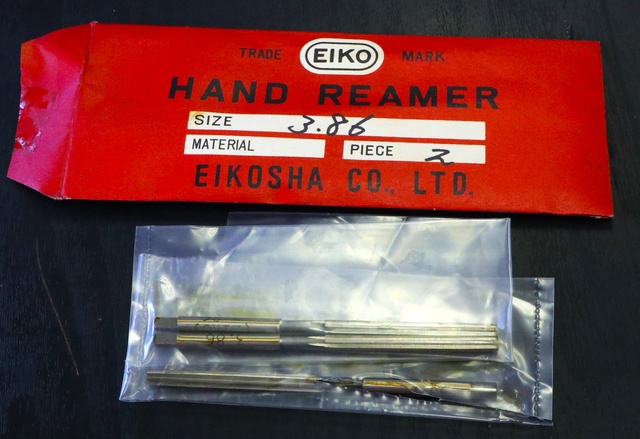 TRADE EIKO MARK
HAND REAMER
SIZE 3.86
MATERIAL PIECE 2
EIKOSHA CO., LTD.